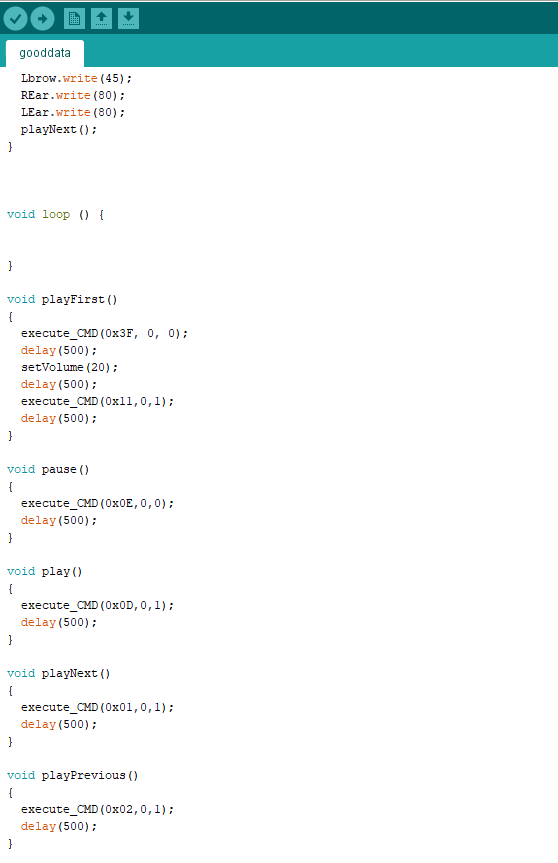 gooddata
Lbrow.write(45);
REar.write(80);
LEar.write(80);
playNext();
}
void loop () {
}
void playFirst()
{
execute_CMD(0x3F, 0, 0);
delay(500);
setVolume(20);
delay(500);
execute_CMD(0x11,0,1);
delay(500);
}
void pause()
{
execute_CMD(0x0E,0,0);
delay(500);
}
void play()
{
execute_CMD(0x0D,0,1);
delay(500);
}
void playNext()
{
execute_CMD(0x01,0,1);
delay(500);
}
void playPrevious()
{
execute_CMD(0x02,0,1);
delay(500);
}